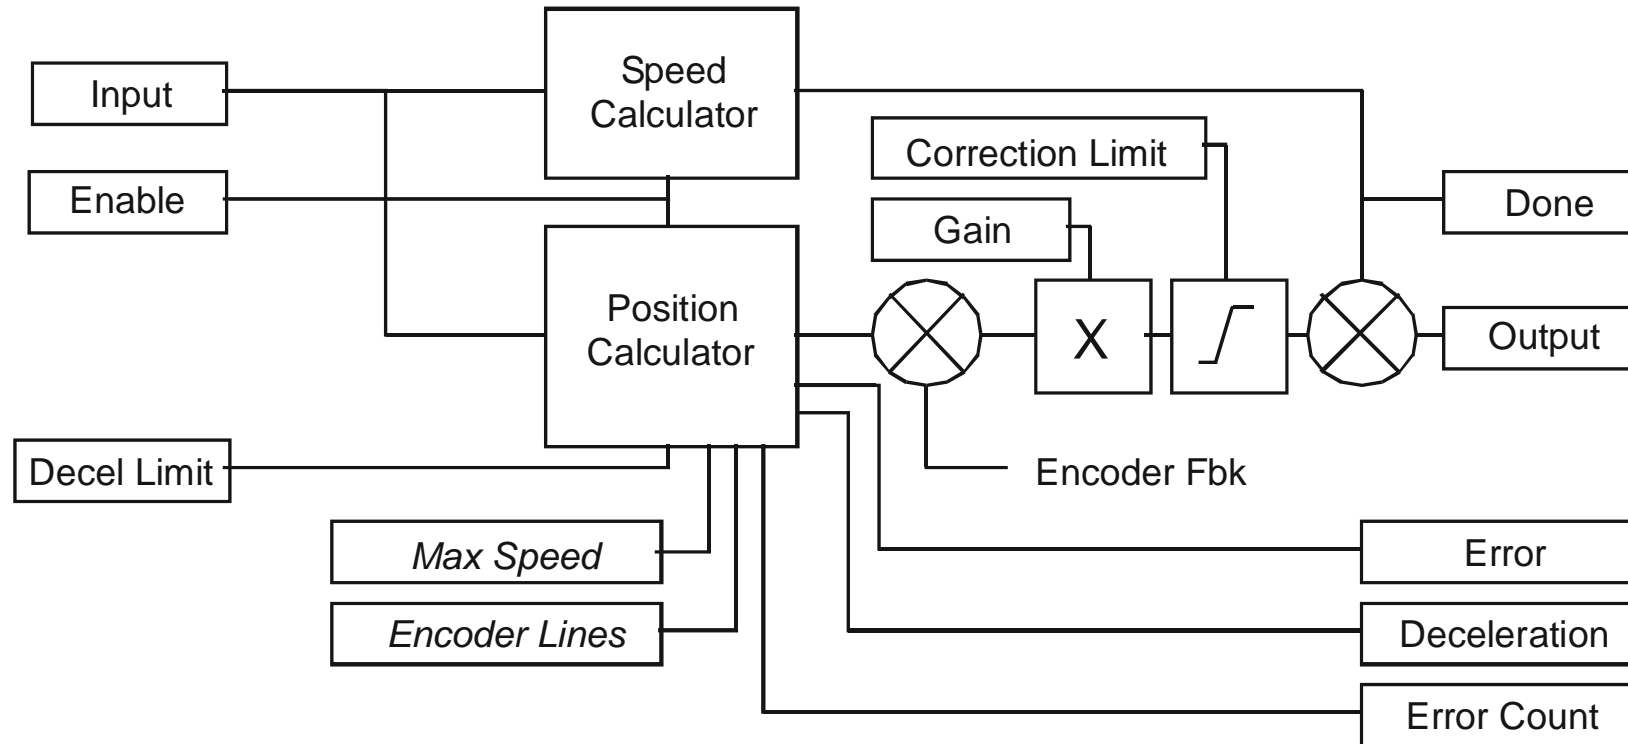 Input
Speed
Calculator
Correction Limit
Enable
Done
Gain
Position
Calculator
X
Output
Decel Limit
Encoder Fbk
Max Speed
Error
Encoder Lines
Deceleration
Error Count